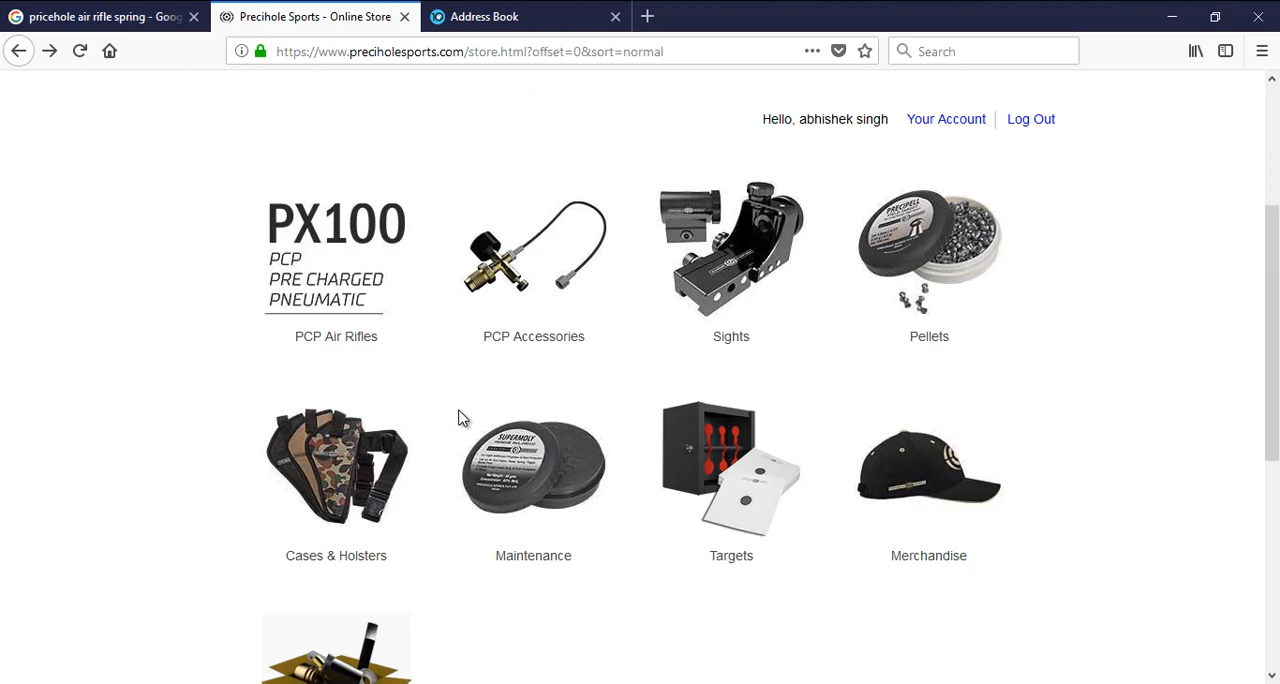 pricehole air rifle spring - Goog
Precihole Sports - Online Store
Address Book
https://www.preciholesports.com/store.html?offset=0&sort=normal
Search
Hello, abhishek singh Your Account Log Out
PX100
PCP
PRE CHARGED
PNEUMATIC
PRECIPELL
PCP Air Rifles
PCP Accessories
Sights
Pellets
SUPERMOLY
Cases & Holsters
Maintenance
Targets
Merchandise